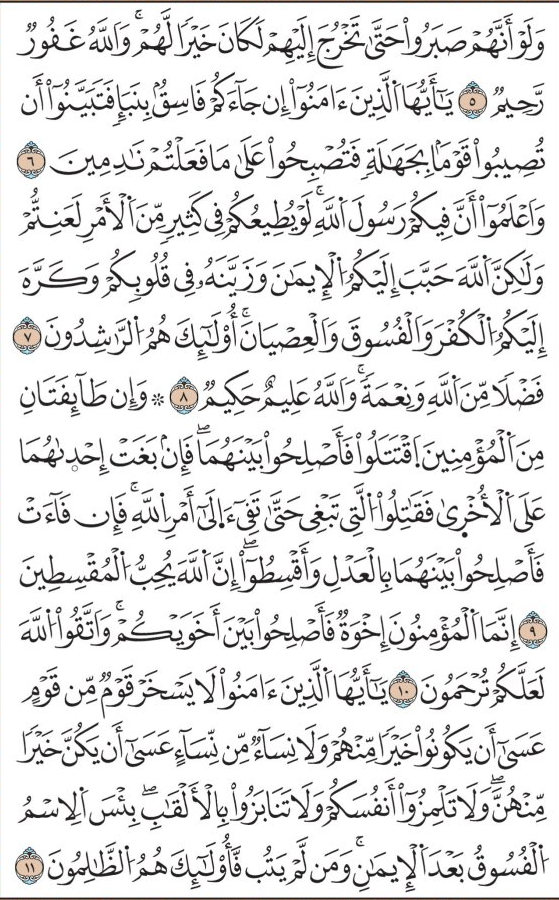 وَلَوْ أَنَّهُمْ صَبَرُوا۟ حَتَّىٰ تَخْرُجَ إِلَيْهِمْ لَكَانَ خَيْرًا لَّهُمْ ۚ وَٱللَّهُ غَفُورٌ
رَّحِيمٌ ٥ يَـٰٓأَيُّهَا ٱلَّذِينَ ءَامَنُوٓا۟ إِن جَآءَكُمْ فَاسِقٌۢ بِنَبَإٍ فَتَبَيَّنُوٓا۟ أَن
تُصِيبُوا۟ قَوْمًۢا بِجَهَـٰلَةٍ فَتُصْبِحُوا۟ عَلَىٰ مَا فَعَلْتُمْ نَـٰدِمِينَ ٦
وَٱعْلَمُوٓا۟ أَنَّ فِيكُمْ رَسُولَ ٱللَّهِ ۚ لَوْ يُطِيعُكُمْ فِى كَثِيرٍ مِّنَ ٱلْأَمْرِ لَعَنِتُّمْ
وَلَـٰكِنَّ ٱللَّهَ حَبَّبَ إِلَيْكُمُ ٱلْإِيمَـٰنَ وَزَيَّنَهُۥ فِى قُلُوبِكُمْ وَكَرَّهَ
إِلَيْكُمُ ٱلْكُفْرَ وَٱلْفُسُوقَ وَٱلْعِصْيَانَ ۚ أُو۟لَـٰٓئِكَ هُمُ ٱلرَّٰشِدُونَ ٧
فَضْلًا مِّنَ ٱللَّهِ وَنِعْمَةً ۚ وَٱللَّهُ عَلِيمٌ حَكِيمٌ ٨ ۞ وَإِن طَآئِفَتَانِ
مِنَ ٱلْمُؤْمِنِينَ ٱقْتَتَلُوا۟ فَأَصْلِحُوا۟ بَيْنَهُمَا ۖ فَإِنۢ بَغَتْ إِحْدَىٰهُمَا
عَلَى ٱلْأُخْرَىٰ فَقَـٰتِلُوا۟ ٱلَّتِى تَبْغِى حَتَّىٰ تَفِىٓءَ إِلَىٰٓ أَمْرِ ٱللَّهِ ۚ فَإِن فَآءَتْ
فَأَصْلِحُوا۟ بَيْنَهُمَا بِٱلْعَدْلِ وَأَقْسِطُوٓا۟ ۖ إِنَّ ٱللَّهَ يُحِبُّ ٱلْمُقْسِطِينَ
٩ إِنَّمَا ٱلْمُؤْمِنُونَ إِخْوَةٌ فَأَصْلِحُوا۟ بَيْنَ أَخَوَيْكُمْ ۚ وَٱتَّقُوا۟ ٱللَّهَ
لَعَلَّكُمْ تُرْحَمُونَ ١٠ يَـٰٓأَيُّهَا ٱلَّذِينَ ءَامَنُوا۟ لَا يَسْخَرْ قَوْمٌ مِّن قَوْمٍ
عَسَىٰٓ أَن يَكُونُوا۟ خَيْرًا مِّنْهُمْ وَلَا نِسَآءٌ مِّن نِّسَآءٍ عَسَىٰٓ أَن يَكُنَّ خَيْرًا
مِّنْهُنَّ ۖ وَلَا تَلْمِزُوٓا۟ أَنفُسَكُمْ وَلَا تَنَابَزُوا۟ بِٱلْأَلْقَـٰبِ ۖ بِئْسَ ٱلِٱسْمُ
ٱلْفُسُوقُ بَعْدَ ٱلْإِيمَـٰنِ ۚ وَمَن لَّمْ يَتُب فَّأُو۟لَـٰٓئِكَ هُمُ ٱلظَّـٰلِمُونَ ١١